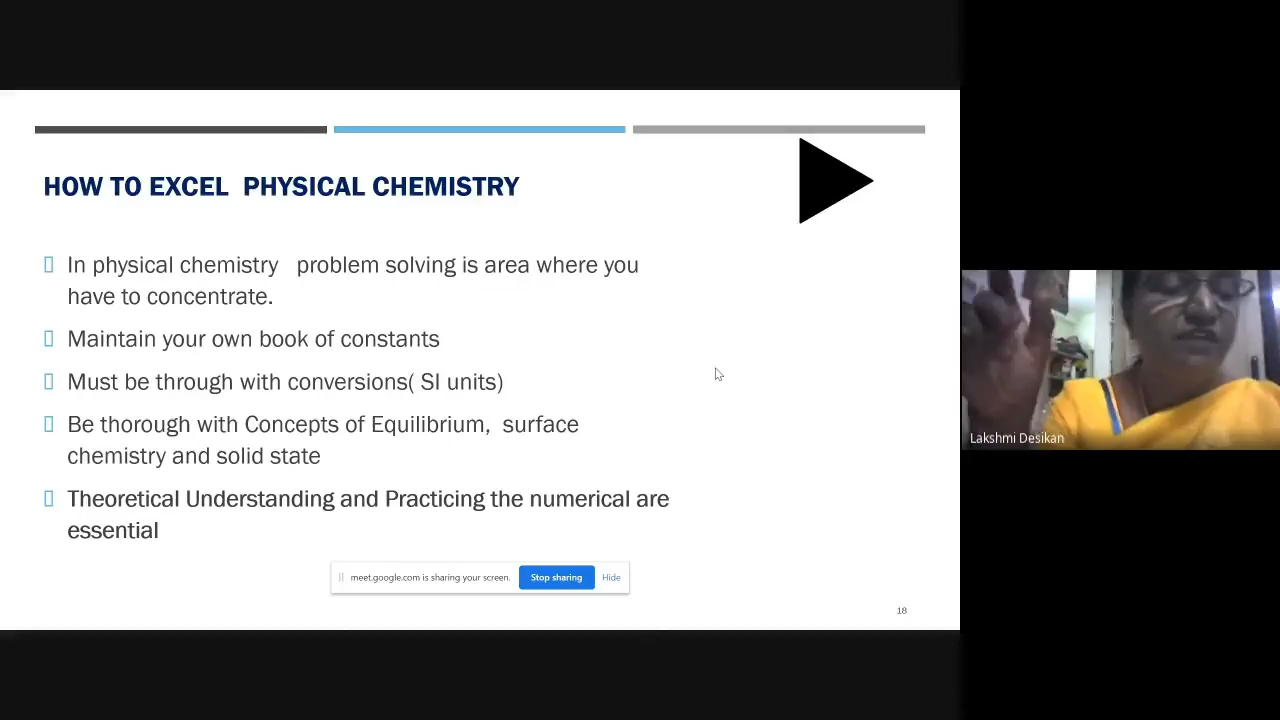 HOW TO EXCEL PHYSICAL CHEMISTRY
In physical chemistry problem solving is area where you
have to concentrate.
Maintain your own book of constants
Must be through with conversions( SI units)
Be thorough with Concepts of Equilibrium, surface
chemistry and solid state
Theoretical Understanding and Practicing the numerical are
essential
meet.google.com is sharing your screen. Stop sharing Hide
18
Lakshmi Desikan